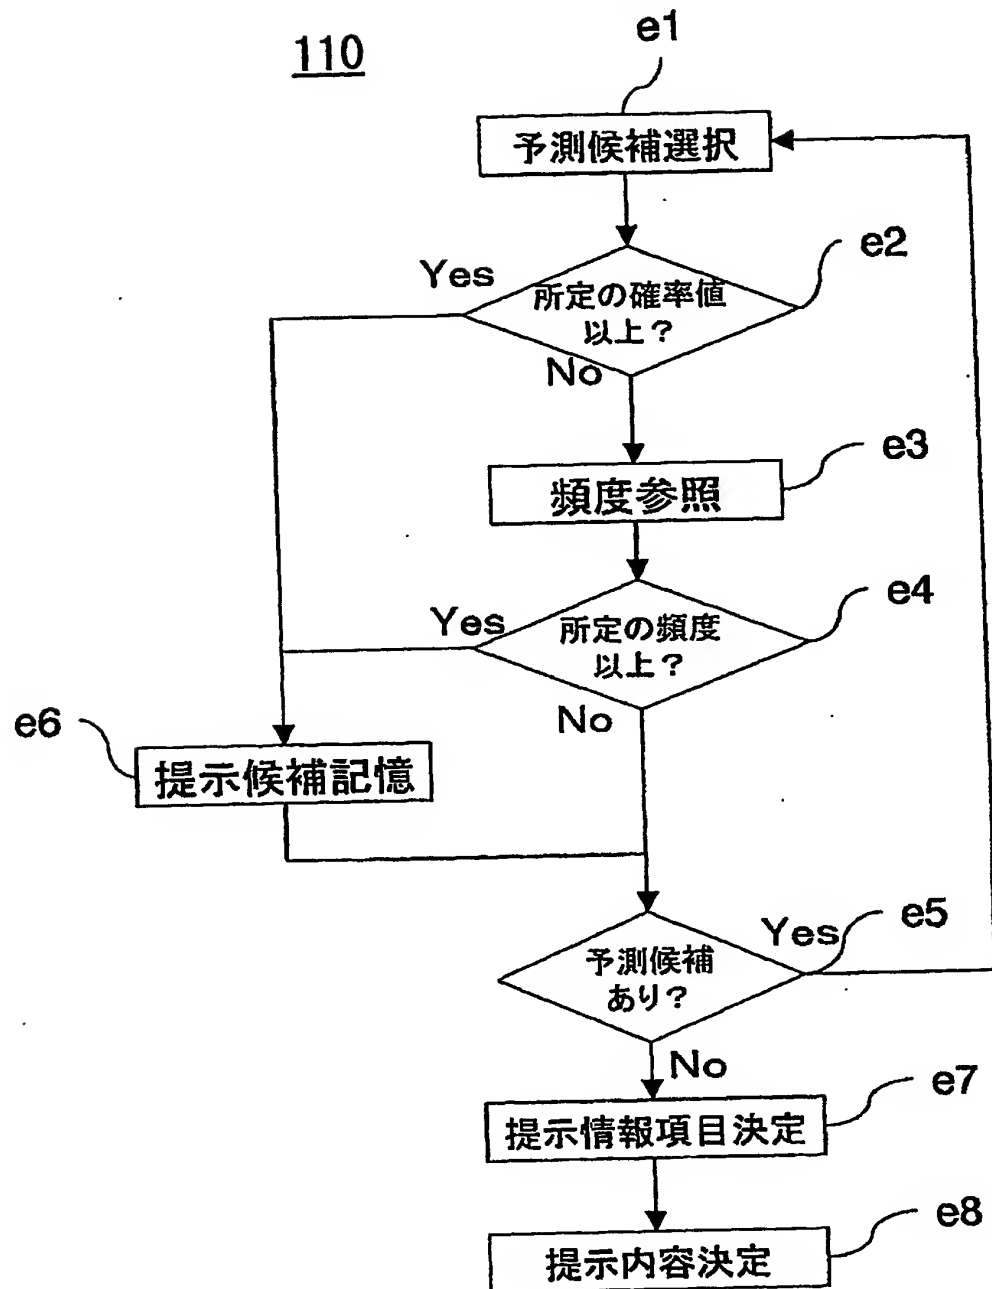 110
e1
予測候補選択
e2
Yes
所定の確率値
以上？
No
e3
頻度参照
e4
Yes
所定の頻度
以上？
No
e6
提示候補記憶
e5
Yes
予測候補
あり？
No
e7
提示情報項目決定
e8
提示内容決定